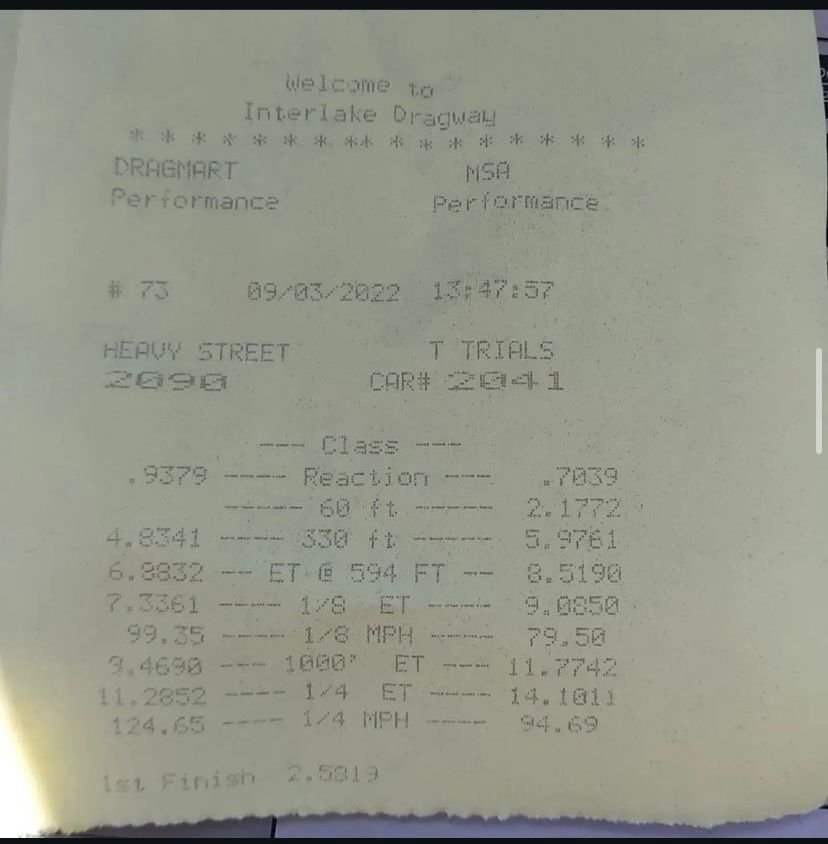 Welcome to
Interlake Dragway
* * * * * * * ** * * * * * * * * *
DRAGMART MSA
Performance Performance
# 73 09/03/2022 13:47:57
HEAVY STREET T TRIALS
2090 CAR# 2041
--- Class ---
.9379 ---- Reaction --- .7039
----- 60 ft ----- 2.1772
4.8341 ---- 330 ft ----- 5.9761
6.8832 -- ET @ 594 FT -- 8.5190
7.3361 ---- 1/8 ET ---- 9.0850
99.35 ---- 1/8 MPH ---- 79.50
9.4690 --- 1000' ET --- 11.7742
11.2852 ---- 1/4 ET ---- 14.1011
124.65 ---- 1/4 MPH ---- 94.69
1st Finish 2.5819